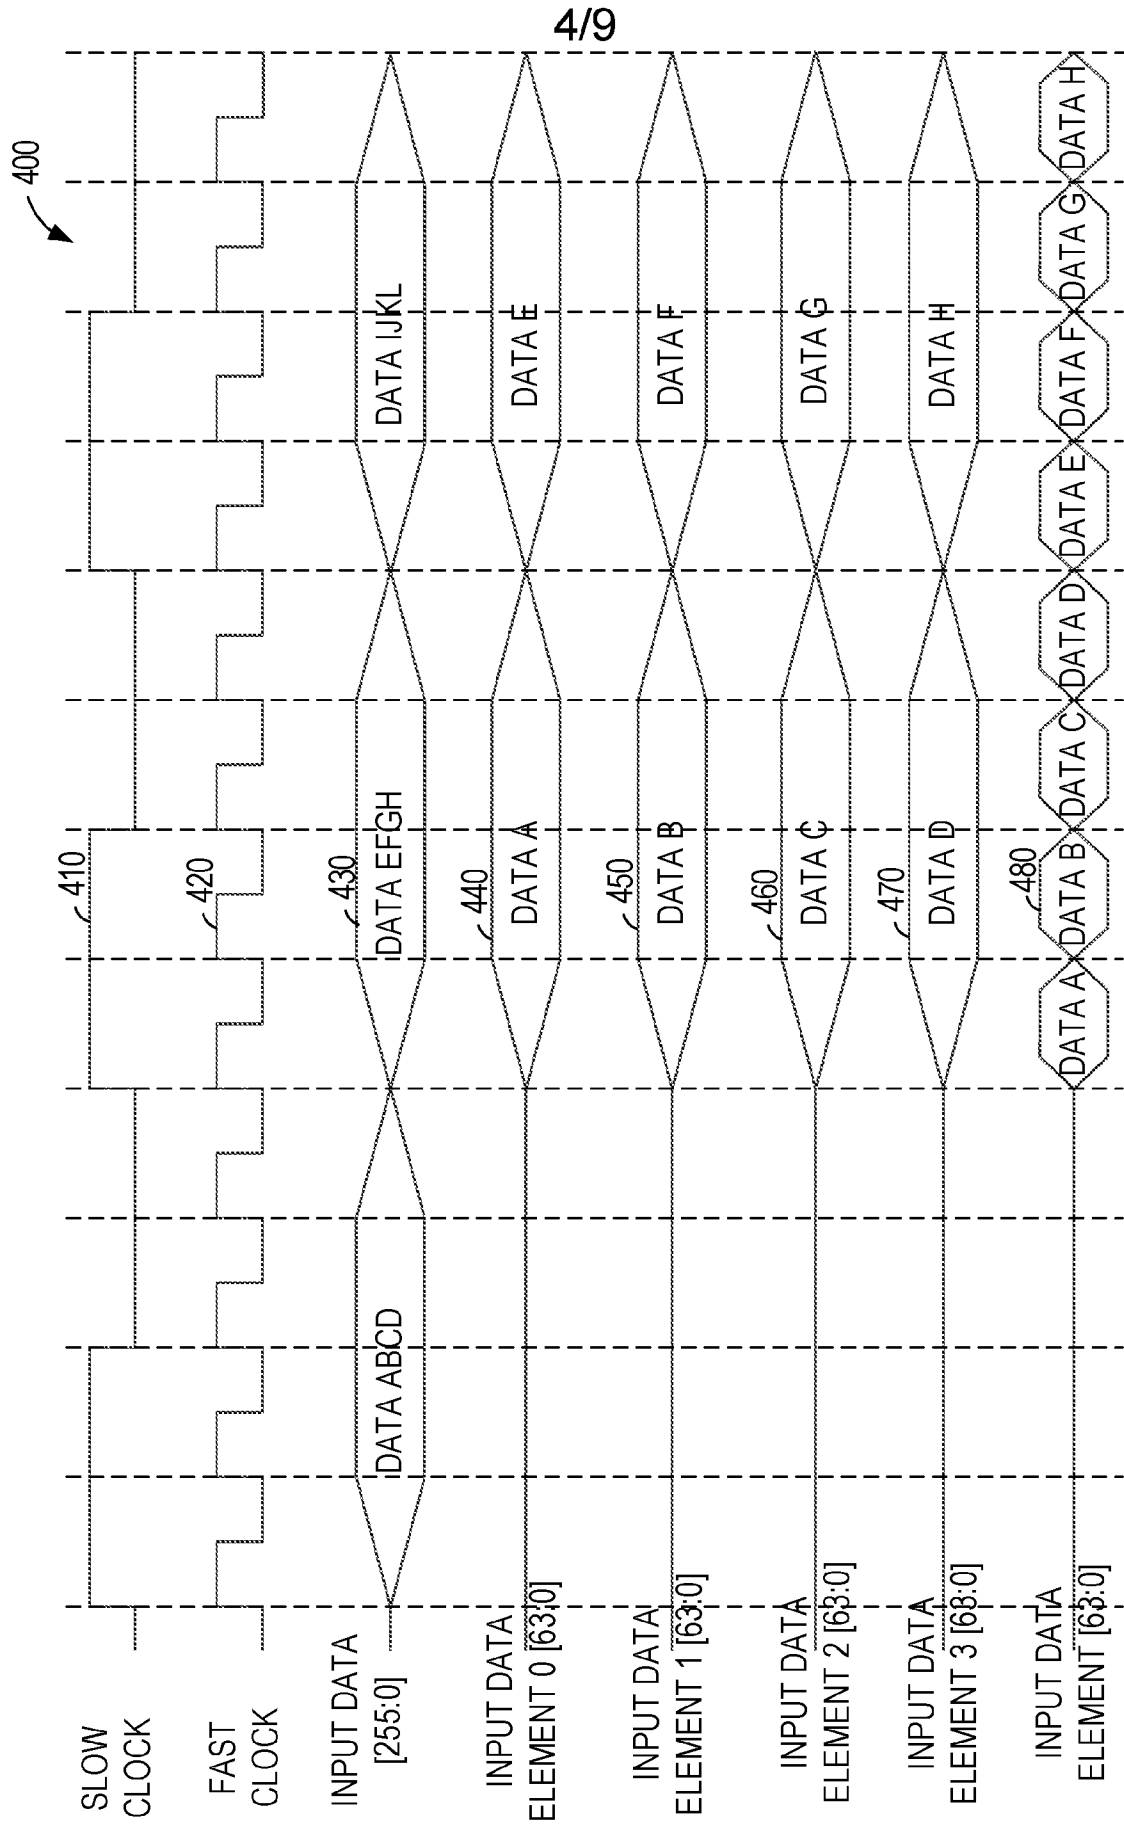 4/9
400
SLOW
CLOCK
410
FAST
CLOCK
420
INPUT DATA
[255:0]
DATA ABCD
430
DATA EFGH
DATA IJKL
INPUT DATA
ELEMENT 0 [63:0]
440
DATA A
DATA E
INPUT DATA
ELEMENT 1 [63:0]
450
DATA B
DATA F
INPUT DATA
ELEMENT 2 [63:0]
460
DATA C
DATA G
INPUT DATA
ELEMENT 3 [63:0]
470
DATA D
DATA H
INPUT DATA
ELEMENT [63:0]
480
DATA A DATA B DATA C DATA D DATA E DATA F DATA G DATA H